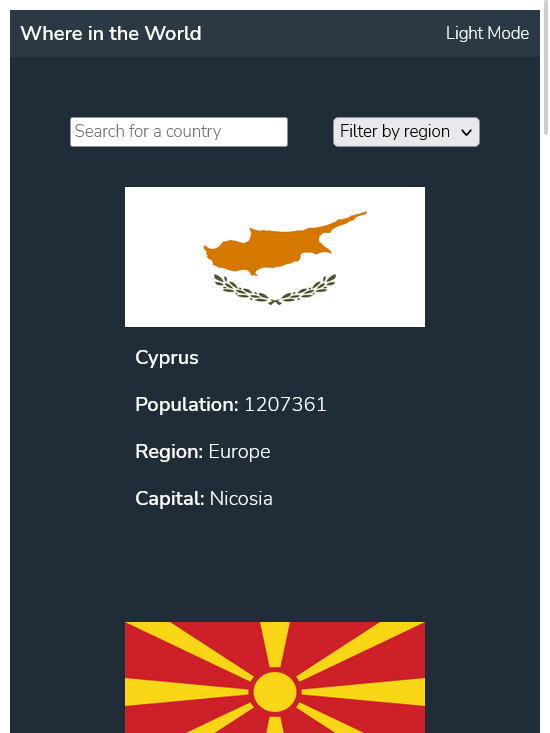 Where in the World
Light Mode
Search for a country
Filter by region
Cyprus
Population: 1207361
Region: Europe
Capital: Nicosia